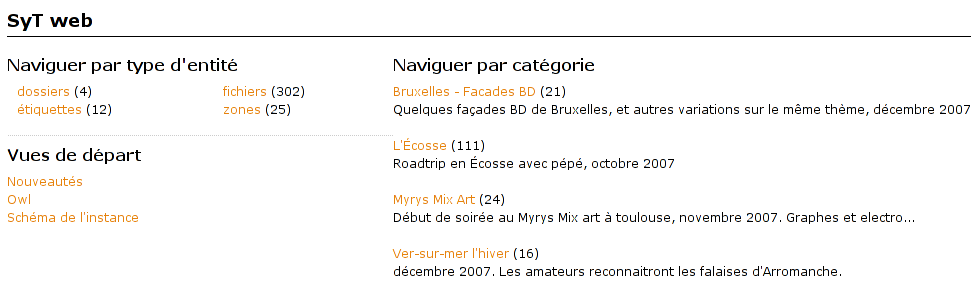 SyT web
Naviguer par type d'entité
dossiers (4) fichiers (302)
étiquettes (12) zones (25)
Vues de départ
Nouveautés
Owl
Schéma de l'instance
Naviguer par catégorie
Bruxelles - Facades BD (21)
Quelques façades BD de Bruxelles, et autres variations sur le même thème, décembre 2007
L'Écosse (111)
Roadtrip en Écosse avec pépé, octobre 2007
Myrys Mix Art (24)
Début de soirée au Myrys Mix art à toulouse, novembre 2007. Graphes et electro...
Ver-sur-mer l'hiver (16)
décembre 2007. Les amateurs reconnaitront les falaises d'Arromanche.